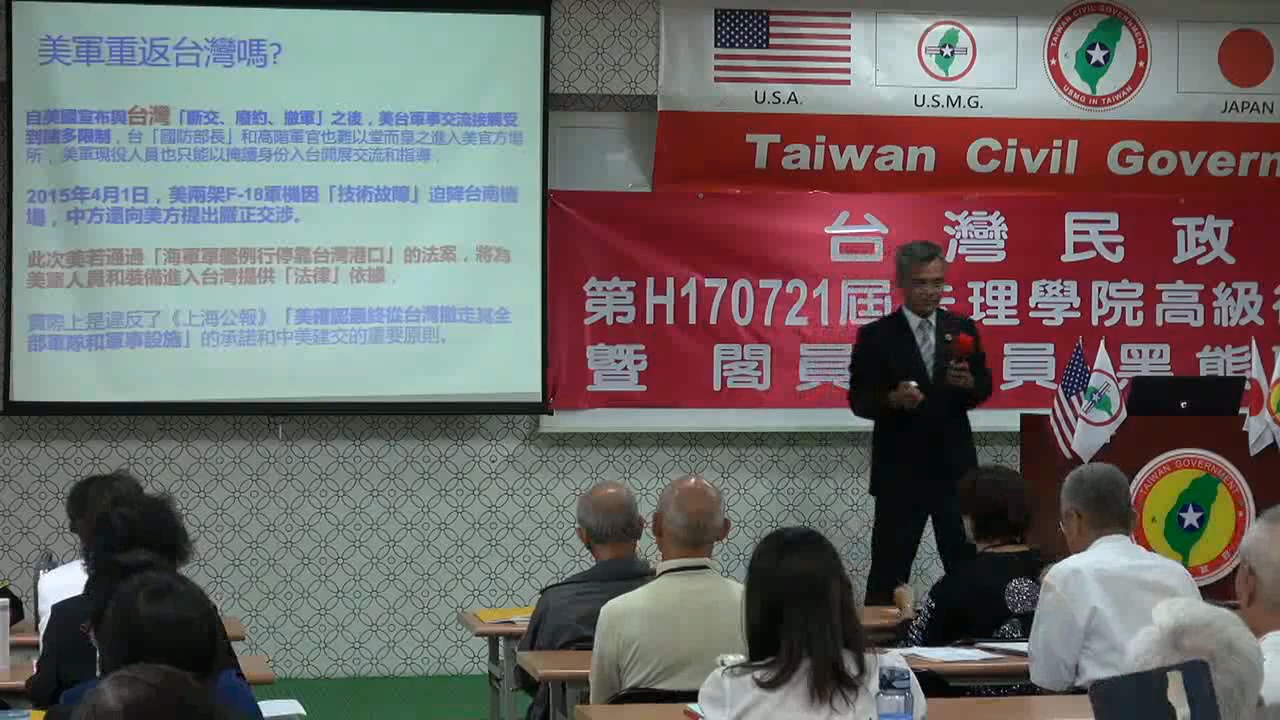 美軍重返台灣嗎?
自美國宣布與台灣「斷交、廢約、撤軍」之後，美台軍事交流接觸受
到諸多限制，台「國防部長」和高階軍官也難以堂而皇之進入美官方場
所，美軍現役人員也只能以掩護身份入台開展交流和指導．
2015年4月1日，美兩架F-18軍機因「技術故障」迫降台南機
場，中方還向美方提出嚴正交涉。
此次美若通過「海軍軍艦例行停靠台灣港口」的法案，將為
美軍人員和裝備進入台灣提供「法律」依據．
實際上是違反了《上海公報》「美確認最終從台灣撤走其全
部軍隊和軍事設施」的承諾和中美建交的重要原則。
U.S.A.
U.S.M.G.
TAIWAN CIVIL GOVERNMENT
USMG IN TAIWAN
JAPAN
Taiwan Civil Govern
台灣民政
第H170721屆 理學院高級
暨 閣員 員 黑熊
TAIWAN GOVERNMENT